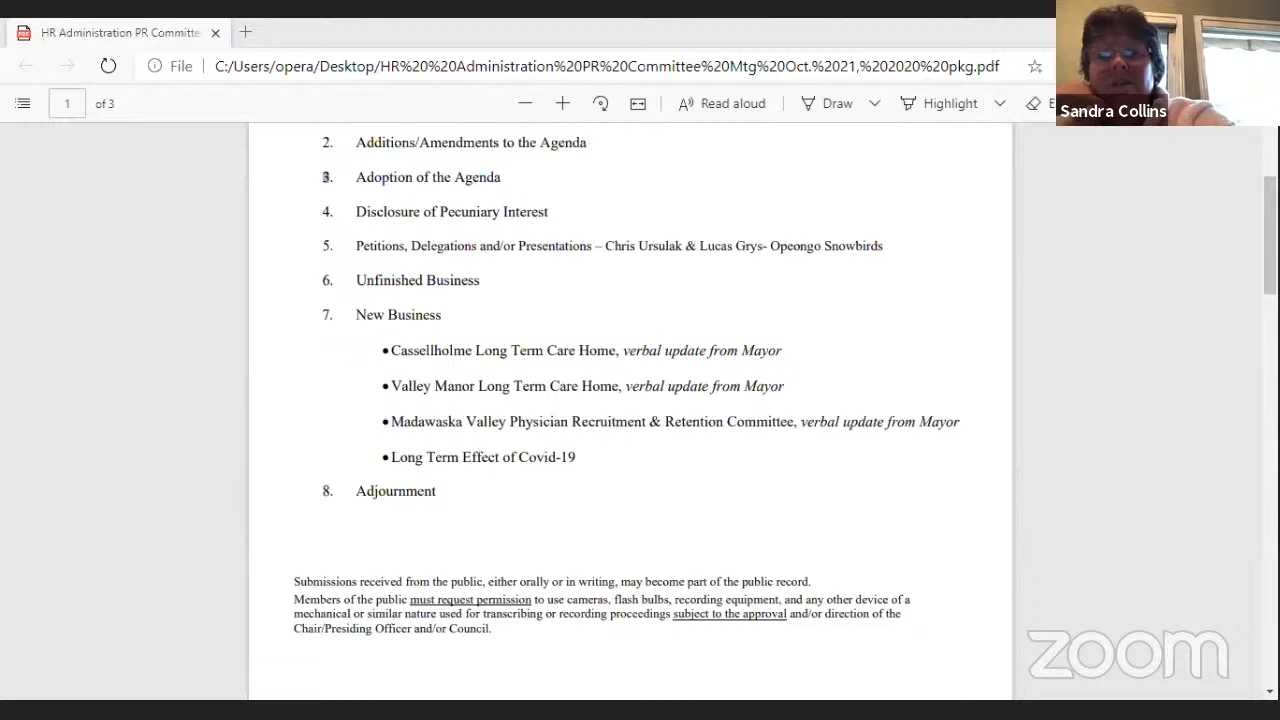 HR Administration PR Committe
File
C:/Users/opera/Desktop/HR%20%20Administration%20PR%20Committee%20Mtg%20Oct.%2021,%202020%20pkg.pdf
1 of 3
Read aloud
Draw
Highlight
Sandra Collins
2. Additions/Amendments to the Agenda
3. Adoption of the Agenda
4. Disclosure of Pecuniary Interest
5. Petitions, Delegations and/or Presentations – Chris Ursulak & Lucas Grys- Opeongo Snowbirds
6. Unfinished Business
7. New Business
•Cassellholme Long Term Care Home, verbal update from Mayor
•Valley Manor Long Term Care Home, verbal update from Mayor
•Madawaska Valley Physician Recruitment & Retention Committee, verbal update from Mayor
•Long Term Effect of Covid-19
8. Adjournment
Submissions received from the public, either orally or in writing, may become part of the public record.
Members of the public must request permission to use cameras, flash bulbs, recording equipment, and any other device of a
mechanical or similar nature used for transcribing or recording proceedings subject to the approval and/or direction of the
Chair/Presiding Officer and/or Council.
zoom